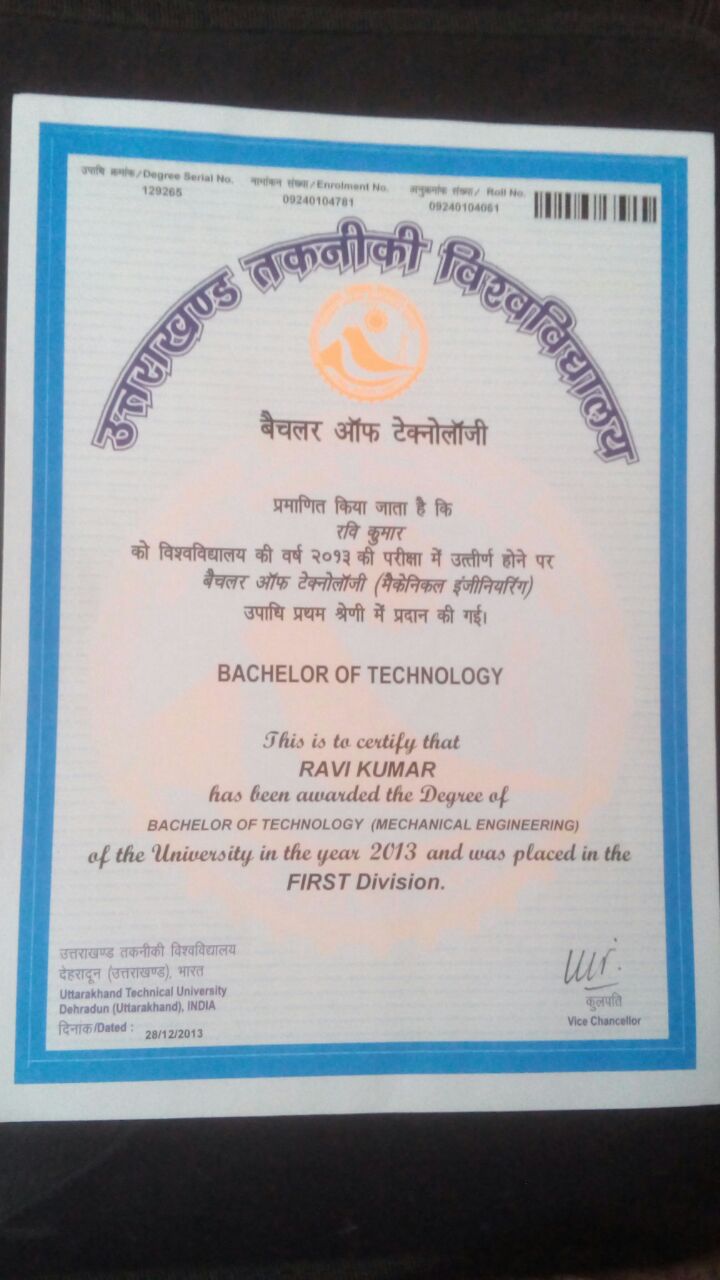 उपाधि क्रमांक/Degree Serial No.
129265
नामांकन संख्या/Enrolment No.
09240104781
अनुक्रमांक संख्या/ Roll No.
09240104061
उत्तराखण्ड तकनीकी विश्वविद्यालय
बैचलर ऑफ टेक्नोलॉजी
प्रमाणित किया जाता है कि
रवि कुमार
को विश्वविद्यालय की वर्ष २०१३ की परीक्षा में उत्तीर्ण होने पर
बैचलर ऑफ टेक्नोलॉजी (मैकेनिकल इंजीनियरिंग)
उपाधि प्रथम श्रेणी में प्रदान की गई।
BACHELOR OF TECHNOLOGY
This is to certify that
RAVI KUMAR
has been awarded the Degree of
BACHELOR OF TECHNOLOGY (MECHANICAL ENGINEERING)
of the University in the year 2013 and was placed in the
FIRST Division.
उत्तराखण्ड तकनीकी विश्वविद्यालय
देहरादून (उत्तराखण्ड), भारत
Uttarakhand Technical University
Dehradun (Uttarakhand), INDIA
दिनांक/Dated : 28/12/2013
कुलपति
Vice Chancellor